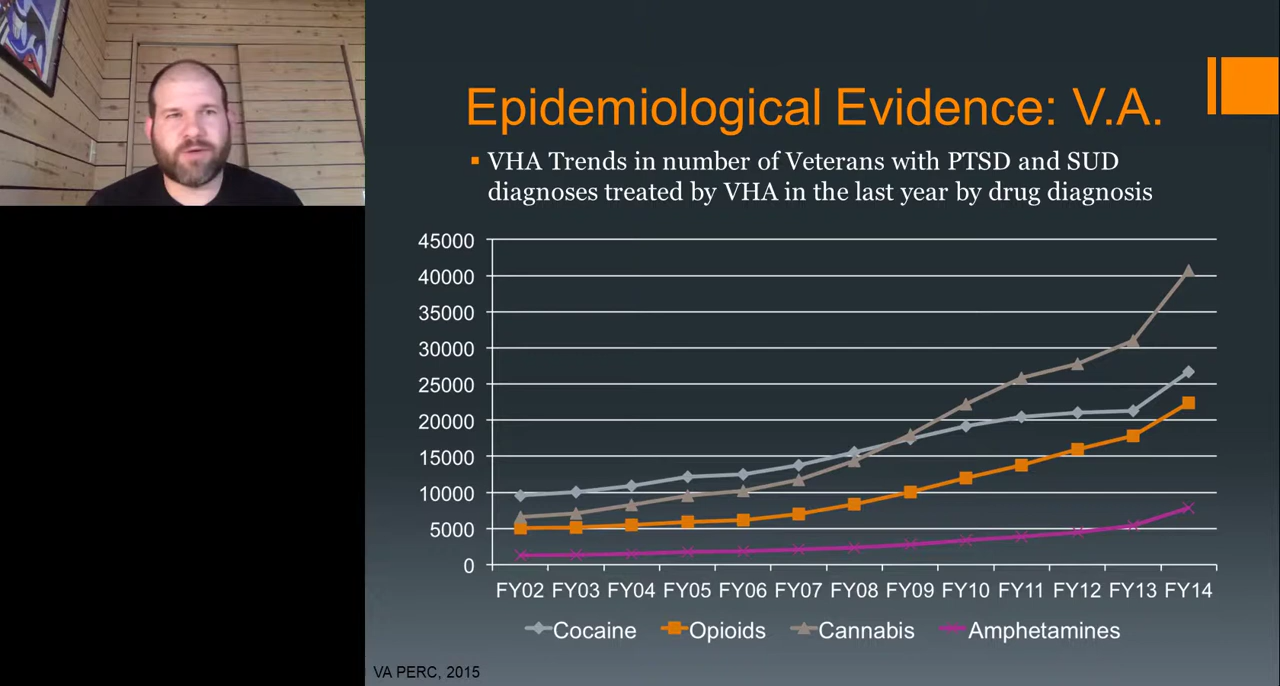 Epidemiological Evidence: V.A.
VHA Trends in number of Veterans with PTSD and SUD
diagnoses treated by VHA in the last year by drug diagnosis
45000
40000
35000
30000
25000
20000
15000
10000
5000
0
FY02 FY03 FY04 FY05 FY06 FY07 FY08 FY09 FY10 FY11 FY12 FY13 FY14
Cocaine Opioids Cannabis Amphetamines
VA PERC, 2015